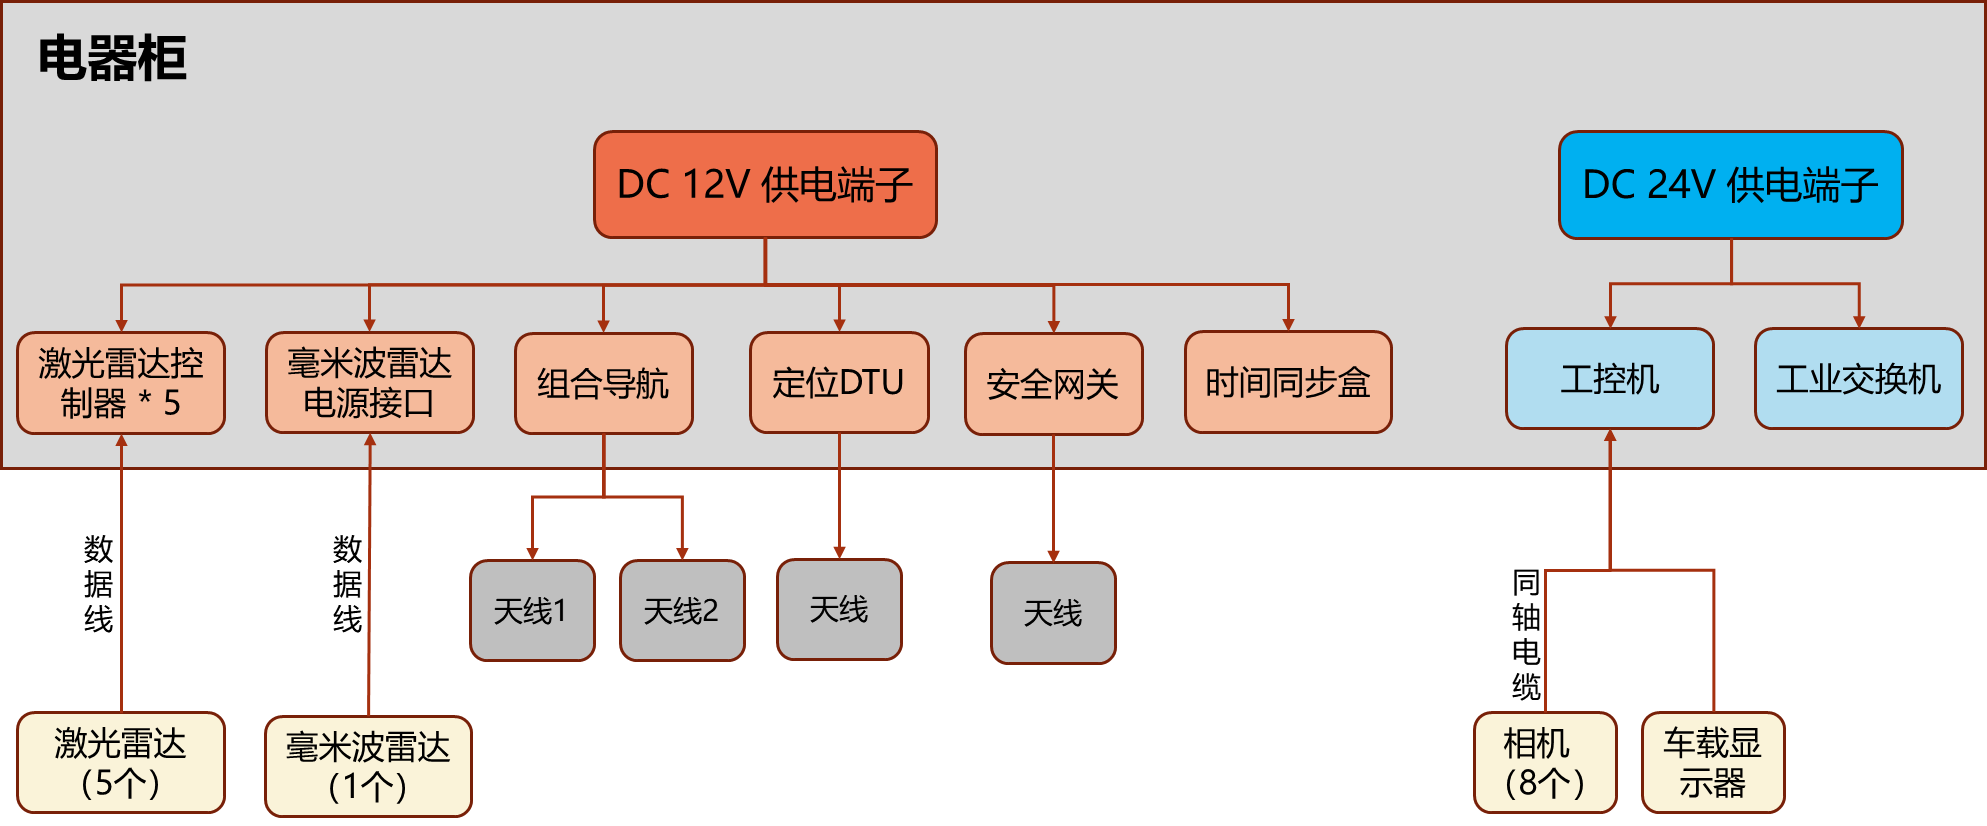 电器柜
DC 12V 供电端子
DC 24V 供电端子
激光雷达控
制器 * 5
毫米波雷达
电源接口
组合导航
定位DTU
安全网关
时间同步盒
工控机
工业交换机
数据线
数据线
天线1
天线2
天线
天线
同轴电缆
激光雷达
（5个）
毫米波雷达
（1个）
相机
（8个）
车载显
示器